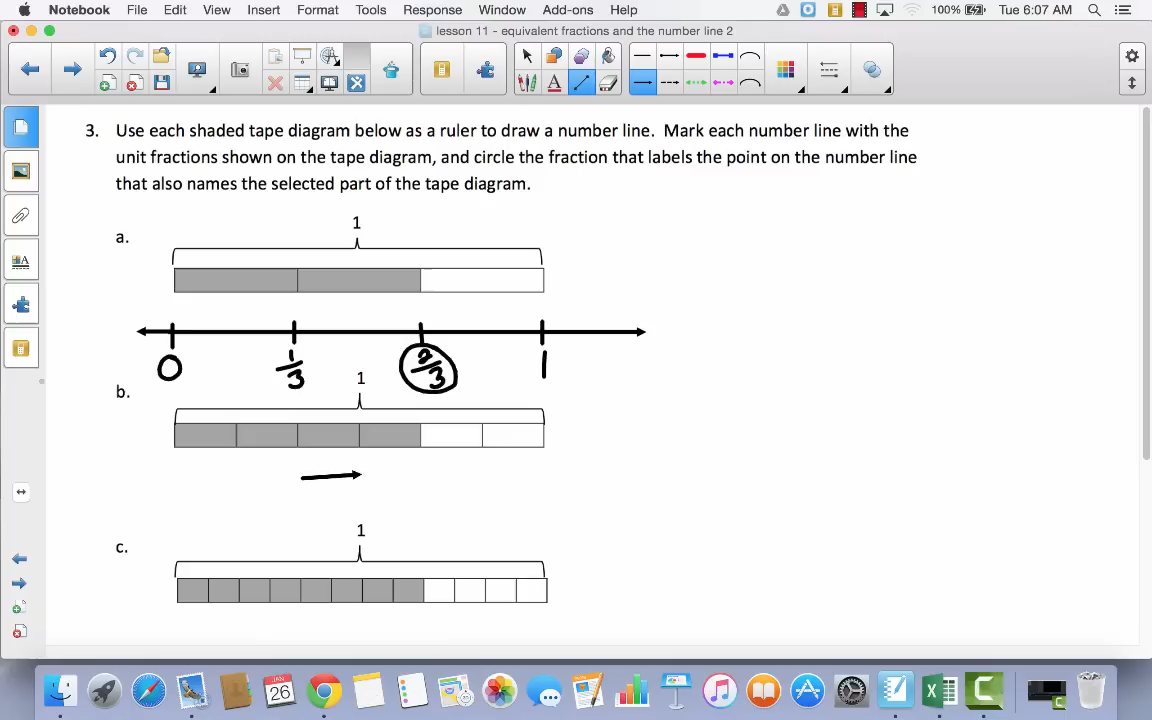 Notebook File Edit View Insert Format Tools Response Window Add-ons Help 100% Tue 6:07 AM
lesson 11 - equivalent fractions and the number line 2
3. Use each shaded tape diagram below as a ruler to draw a number line. Mark each number line with the
unit fractions shown on the tape diagram, and circle the fraction that labels the point on the number line
that also names the selected part of the tape diagram.
1
a.
0 1/3 2/3 1
1
b.
1
c.
JAN
26